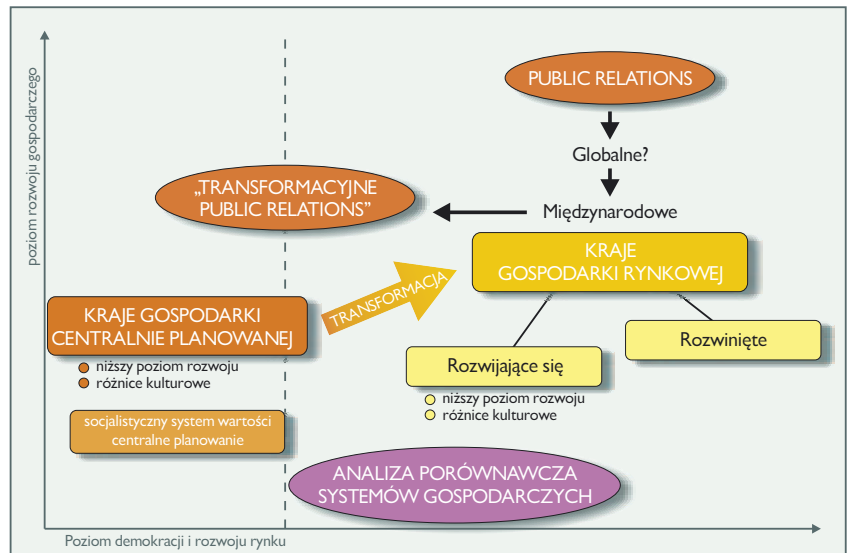 poziom rozwoju gospodarczego
PUBLIC RELATIONS
Globalne?
„TRANSFORMACYJNE
PUBLIC RELATIONS”
Międzynarodowe
KRAJE
GOSPODARKI RYNKOWEJ
TRANSFORMACJA
KRAJE GOSPODARKI
CENTRALNIE PLANOWANEJ
niższy poziom rozwoju
różnice kulturowe
socjalistyczny system wartości
centralne planowanie
Rozwijające się
niższy poziom rozwoju
różnice kulturowe
Rozwinięte
ANALIZA PORÓWNAWCZA
SYSTEMÓW GOSPODARCZYCH
Poziom demokracji i rozwoju rynku